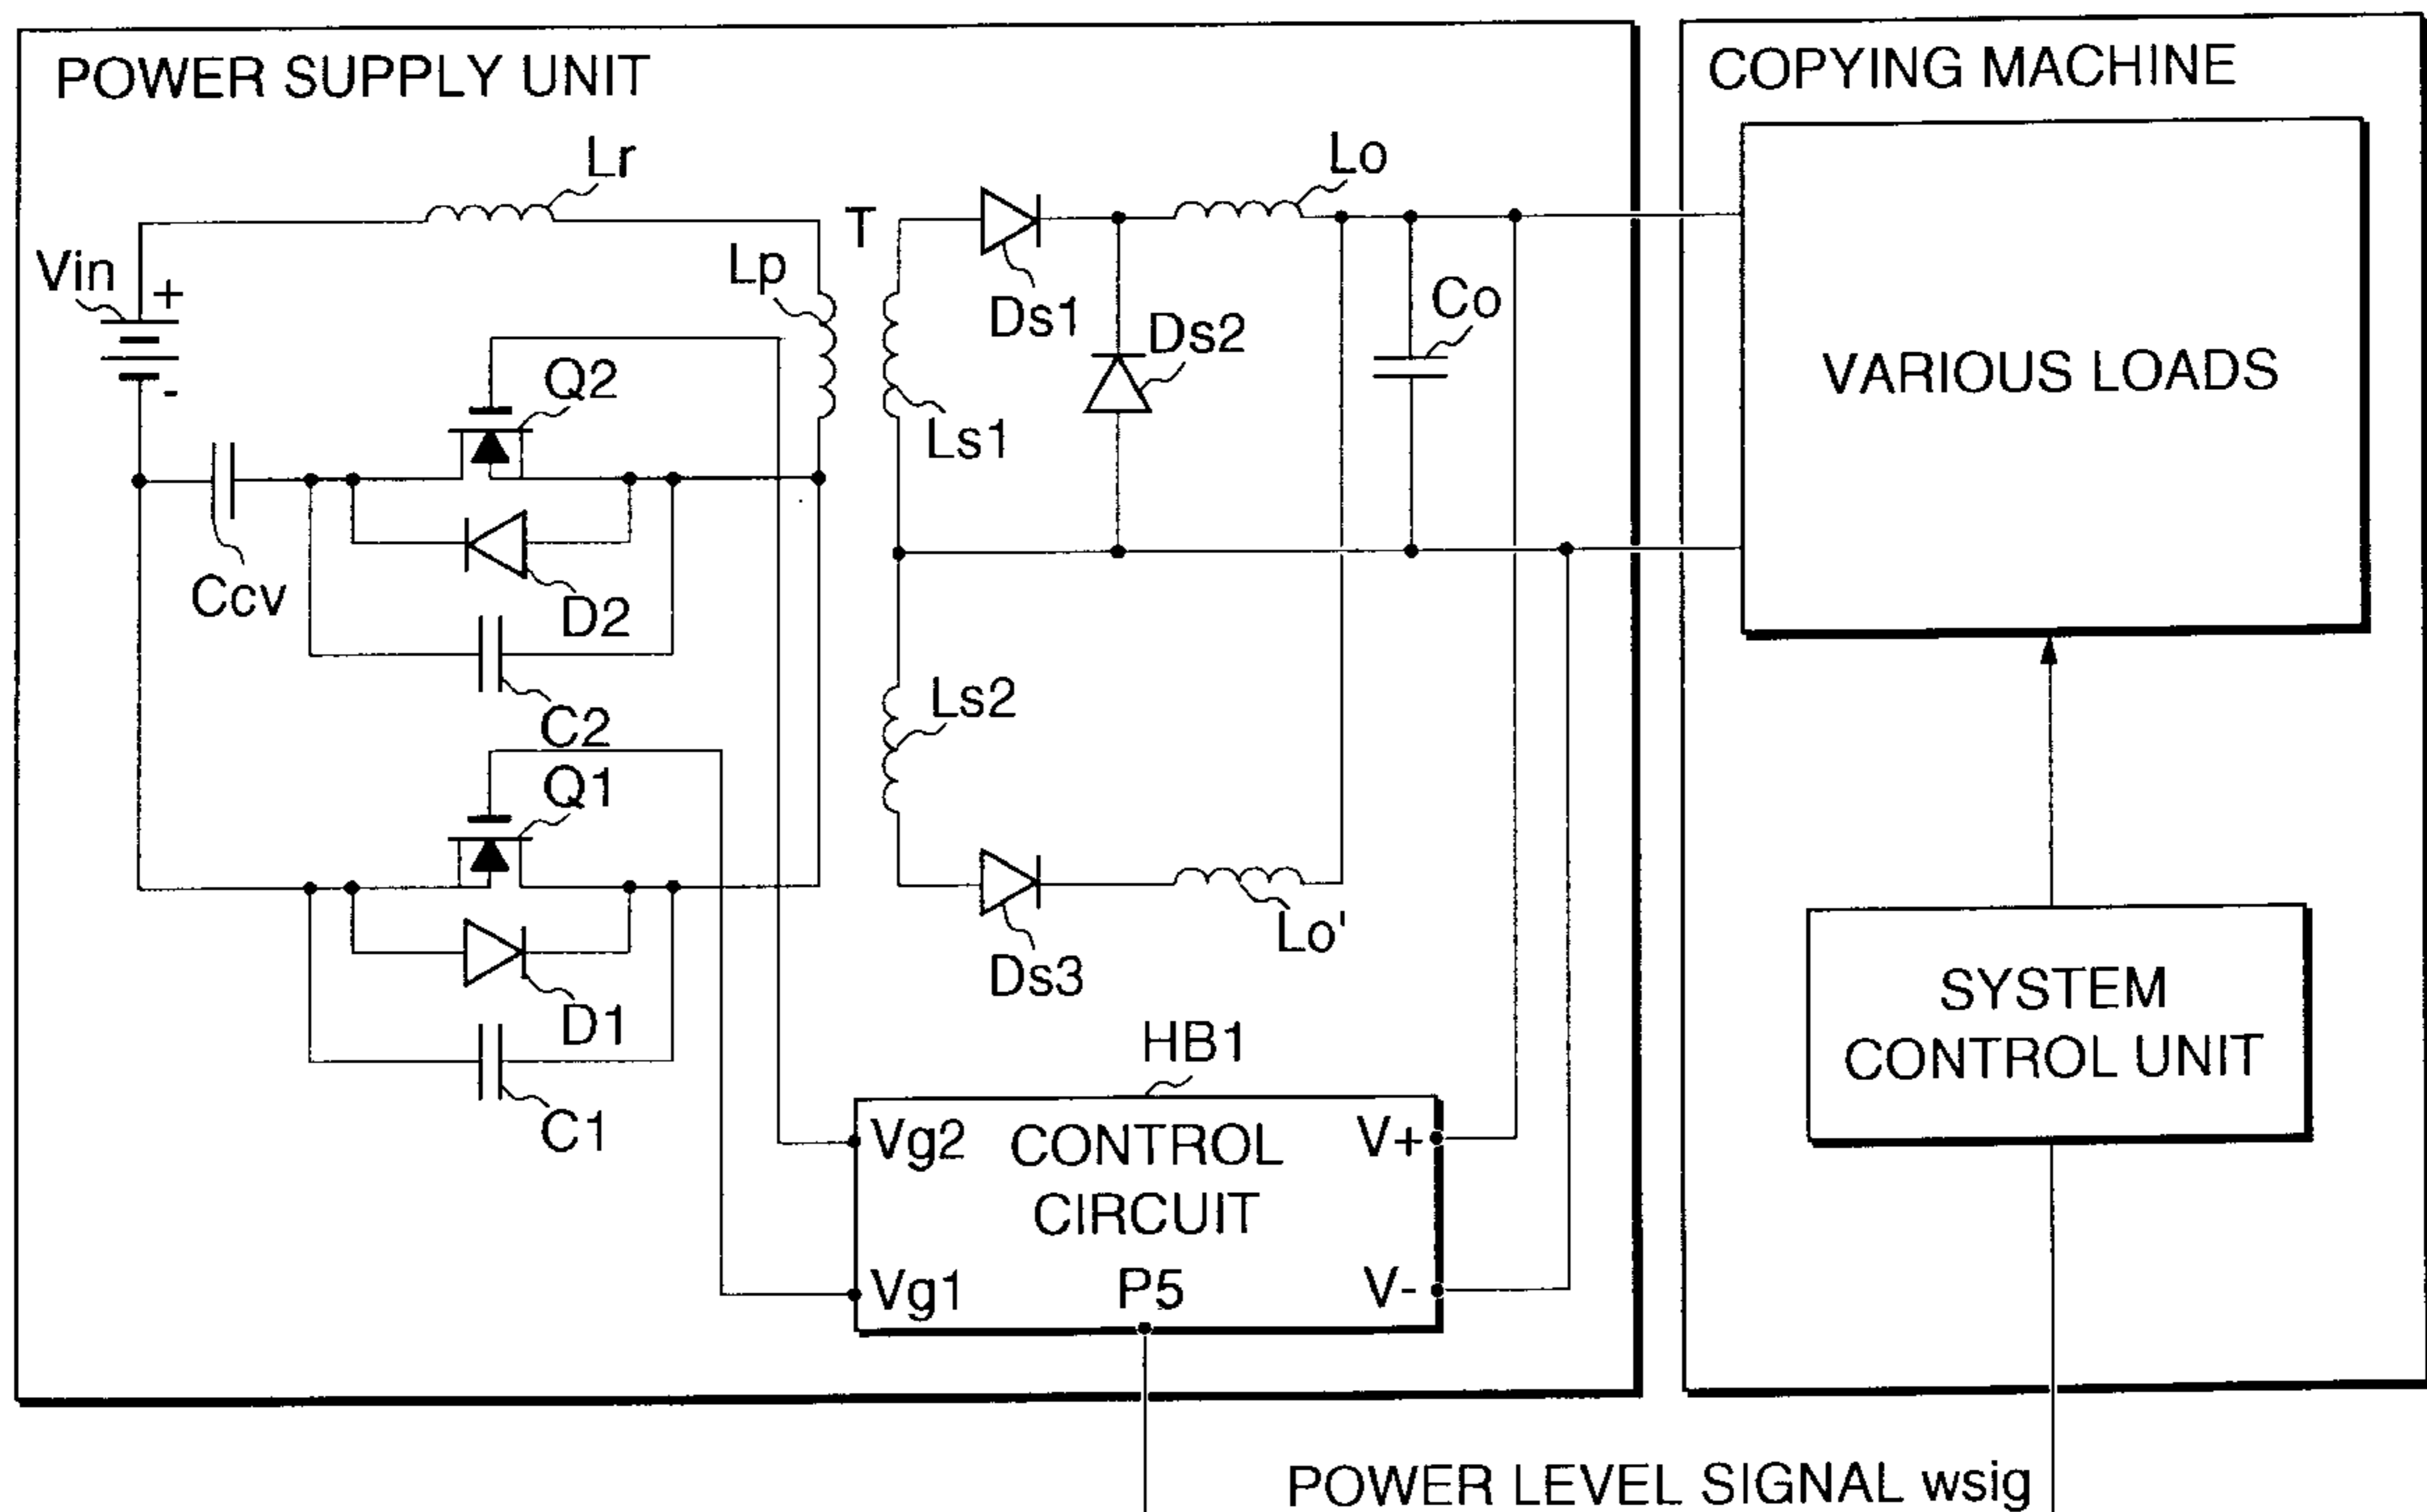 POWER SUPPLY UNIT
COPYING MACHINE
Lr
Lo
T
Vin
+
-
Lp
Ds1
Ds2
Co
VARIOUS LOADS
Q2
Ls1
Ccv
D2
C2
Ls2
Q1
Lo'
Ds3
D1
C1
HB1
SYSTEM
CONTROL UNIT
Vg2
CONTROL
CIRCUIT
V+
Vg1
P5
V-
POWER LEVEL SIGNAL wsig